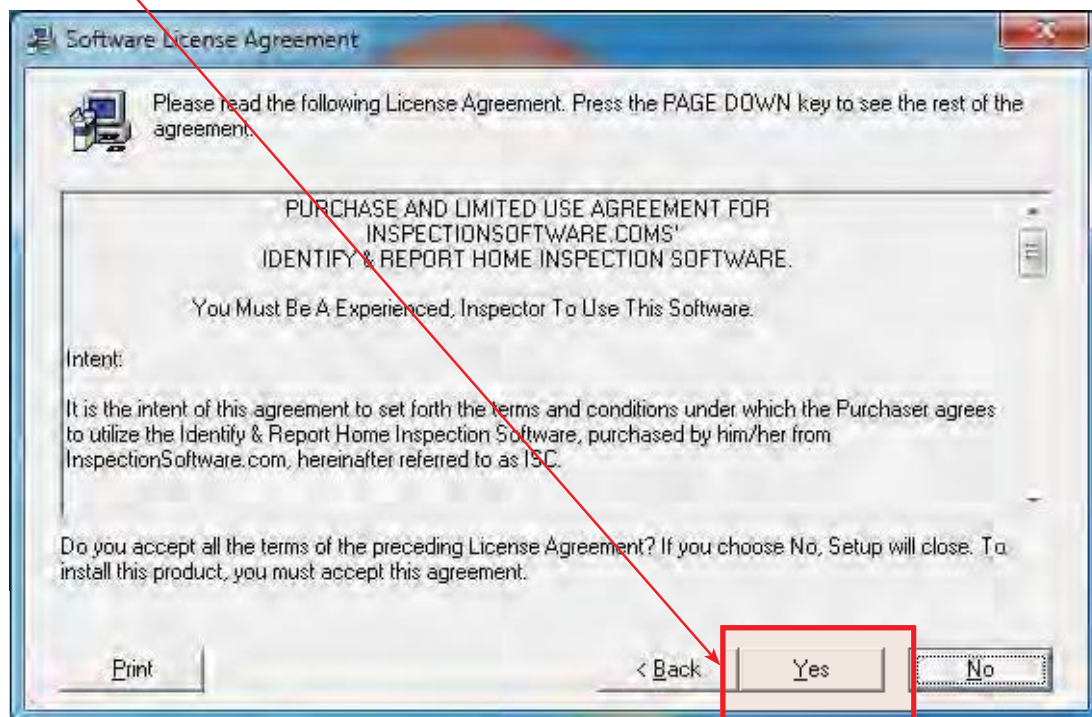 Software License Agreement
Please read the following License Agreement. Press the PAGE DOWN key to see the rest of the
agreement.
PURCHASE AND LIMITED USE AGREEMENT FOR
INSPECTIONSOFTWARE.COMS'
IDENTIFY & REPORT HOME INSPECTION SOFTWARE.
You Must Be A Experienced, Inspector To Use This Software.
Intent:
It is the intent of this agreement to set forth the terms and conditions under which the Purchaser agrees
to utilize the Identify & Report Home Inspection Software, purchased by him/her from
InspectionSoftware.com, hereinafter referred to as ISC.
Do you accept all the terms of the preceding License Agreement? If you choose No, Setup will close. To
install this product, you must accept this agreement.
Print
< Back
Yes
No